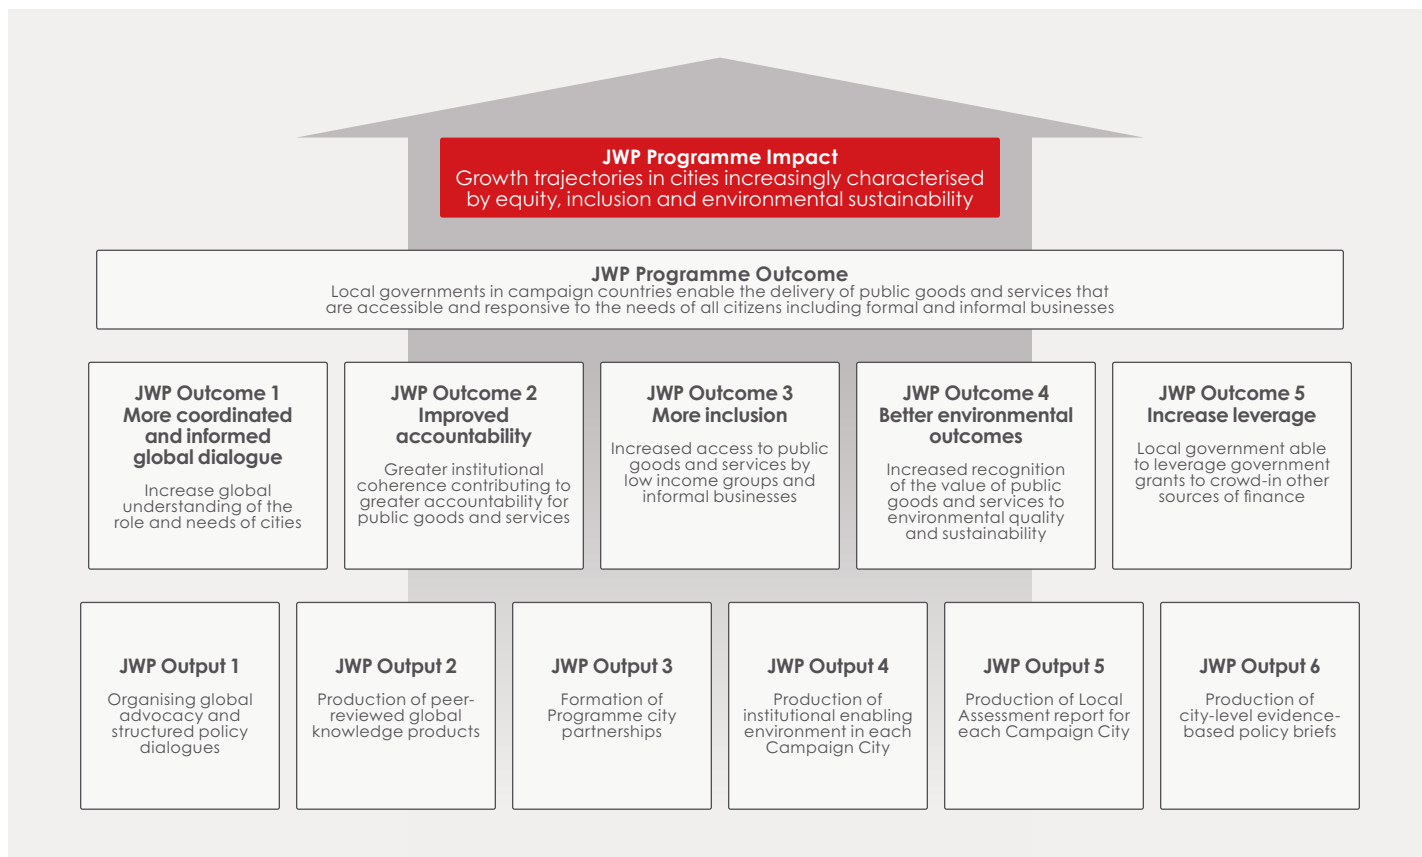 JWP Programme Impact
Growth trajectories in cities increasingly characterised
by equity, inclusion and environmental sustainability
JWP Programme Outcome
Local governments in campaign countries enable the delivery of public goods and services that
are accessible and responsive to the needs of all citizens including formal and informal businesses
JWP Outcome 1
More coordinated
and informed
global dialogue
Increase global
understanding of the
role and needs of cities
JWP Outcome 2
Improved
accountability
Greater institutional
coherence contributing to
greater accountability for
public goods and services
JWP Outcome 3
More inclusion
Increased access to public
goods and services by
low income groups and
informal businesses
JWP Outcome 4
Better environmental
outcomes
Increased recognition
of the value of public
goods and services to
environmental quality
and sustainability
JWP Outcome 5
Increase leverage
Local government able
to leverage government
grants to crowd-in other
sources of finance
JWP Output 1
Organising global
advocacy and
structured policy
dialogues
JWP Output 2
Production of peer-
reviewed global
knowledge products
JWP Output 3
Formation of
Programme city
partnerships
JWP Output 4
Production of
institutional enabling
environment in each
Campaign City
JWP Output 5
Production of Local
Assessment report for
each Campaign City
JWP Output 6
Production of
city-level evidence-
based policy briefs